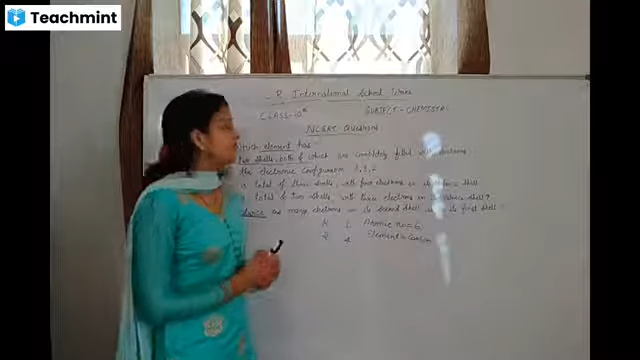 Teachmint
R International School
CLASS-10th SUBJECT - CHEMISTRY
NCERT QUESTION
Which element has
two shells, both of which are completely filled with electrons
the electronic configuration 2,8,2
a total of three shells, with four electrons in its valence shell
a total of two shells, with three electrons in its valence shell?
twice as many electrons in its second shell as in its first shell
K L Atomic no = 6
2 4 Element is Carbon